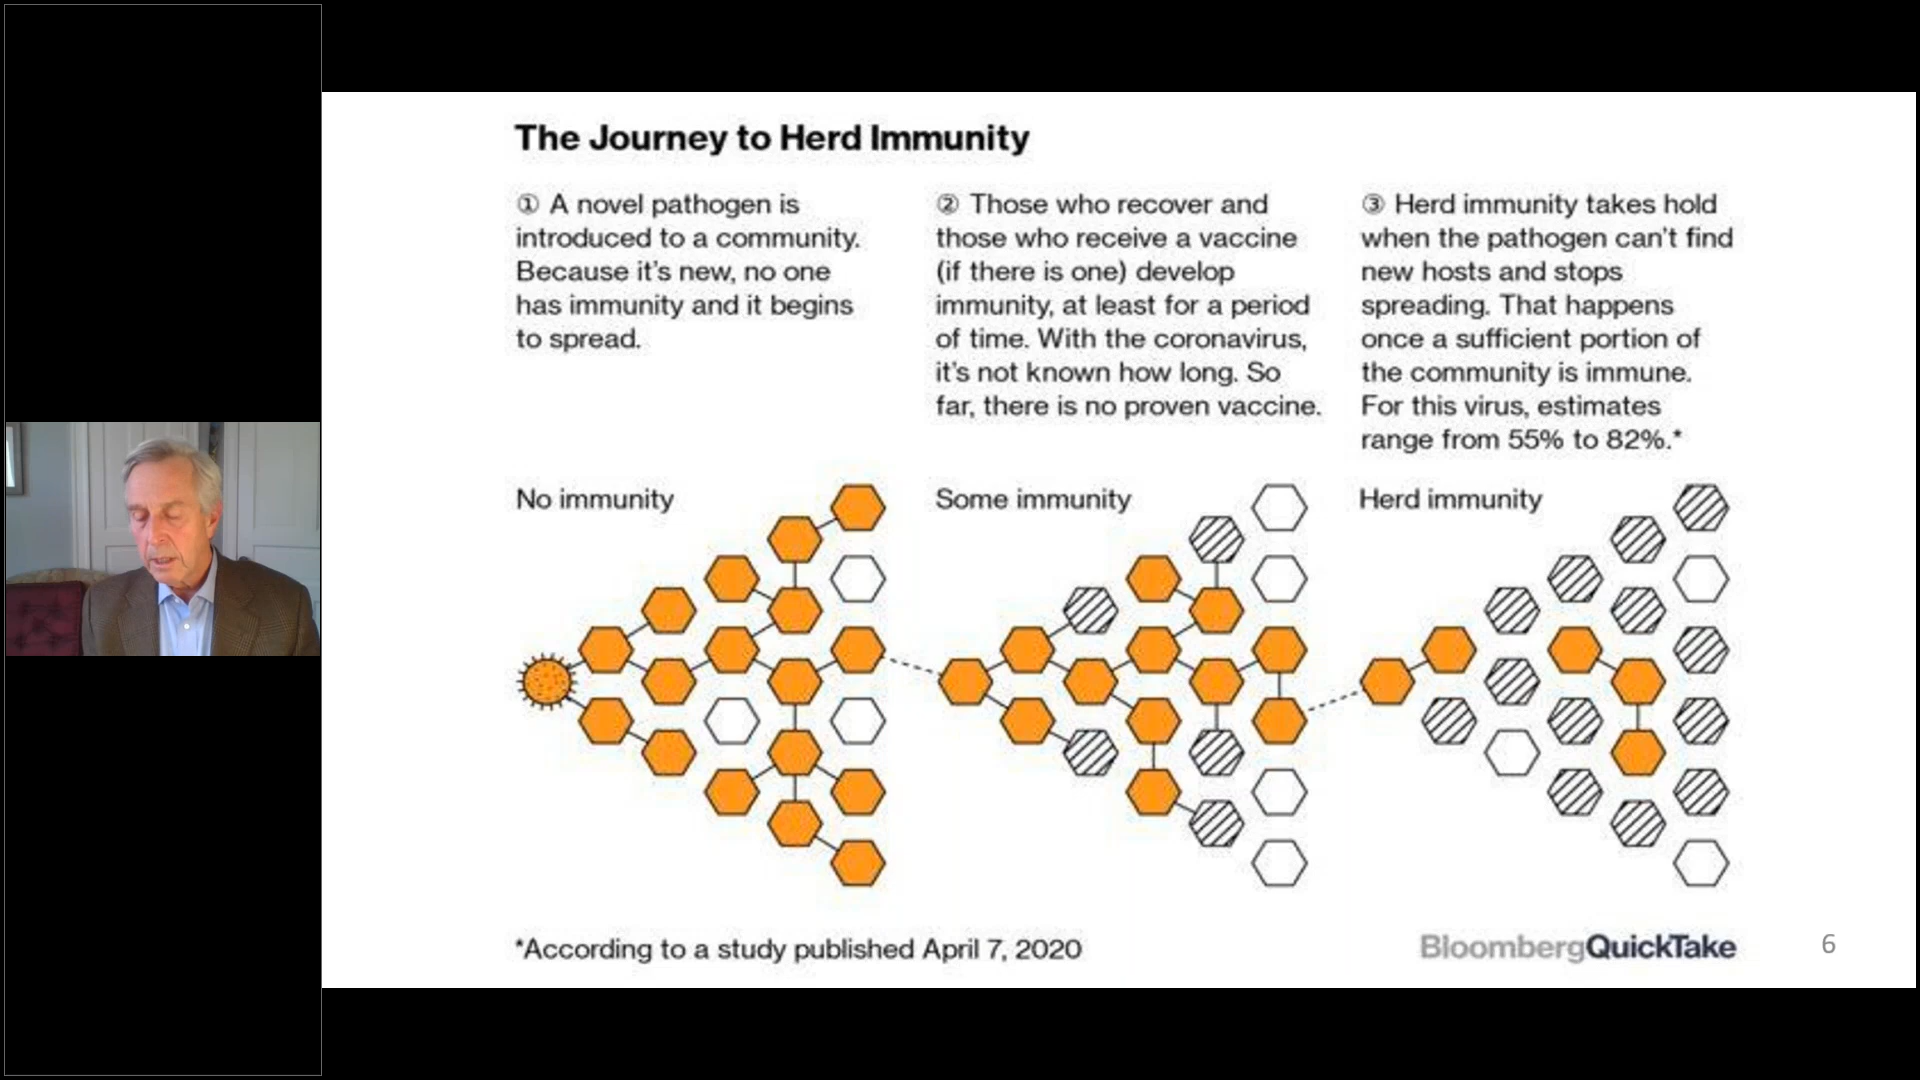 The Journey to Herd Immunity
① A novel pathogen is
introduced to a community.
Because it's new, no one
has immunity and it begins
to spread.
② Those who recover and
those who receive a vaccine
(if there is one) develop
immunity, at least for a period
of time. With the coronavirus,
it's not known how long. So
far, there is no proven vaccine.
③ Herd immunity takes hold
when the pathogen can't find
new hosts and stops
spreading. That happens
once a sufficient portion of
the community is immune.
For this virus, estimates
range from 55% to 82%.*
No immunity
Some immunity
Herd immunity
*According to a study published April 7, 2020
BloombergQuickTake
6